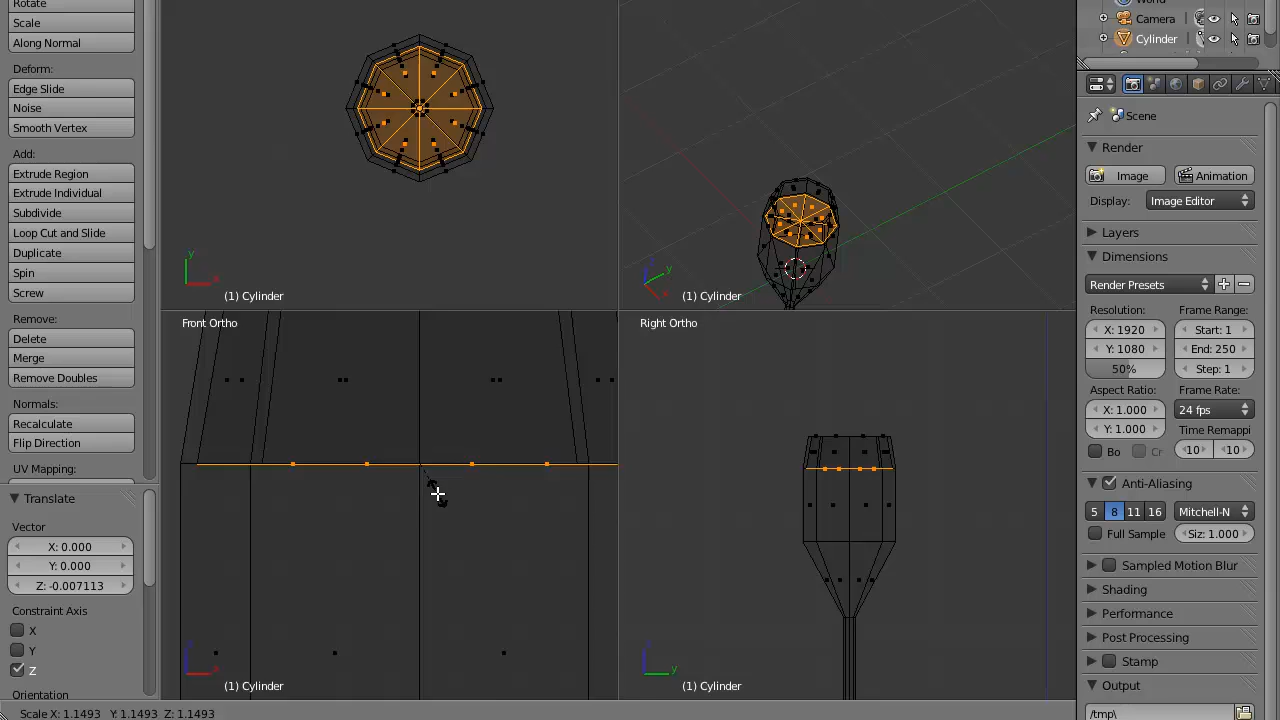 Rotate
Scale
Along Normal
Deform:
Edge Slide
Noise
Smooth Vertex
Add:
Extrude Region
Extrude Individual
Subdivide
Loop Cut and Slide
Duplicate
Spin
Screw
Remove:
Delete
Merge
Remove Doubles
Normals:
Recalculate
Flip Direction
UV Mapping:
Translate
Vector
X: 0.000
Y: 0.000
Z: -0.007113
Constraint Axis
X
Y
Z
Orientation
y
x
(1) Cylinder
z
y
x
(1) Cylinder
Front Ortho
z
x
(1) Cylinder
Right Ortho
z
y
(1) Cylinder
Scale X: 1.1493 Y: 1.1493 Z: 1.1493
World
Camera
Cylinder
Scene
Render
Image
Animation
Display:
Image Editor
Layers
Dimensions
Render Presets
Resolution:
Frame Range:
X: 1920
Start: 1
Y: 1080
End: 250
50%
Step: 1
Aspect Ratio:
Frame Rate:
X: 1.000
24 fps
Y: 1.000
Time Remappi
Bo
Cr
10
10
Anti-Aliasing
5
8
11
16
Mitchell-N
Full Sample
Siz: 1.000
Sampled Motion Blur
Shading
Performance
Post Processing
Stamp
Output
/tmp\